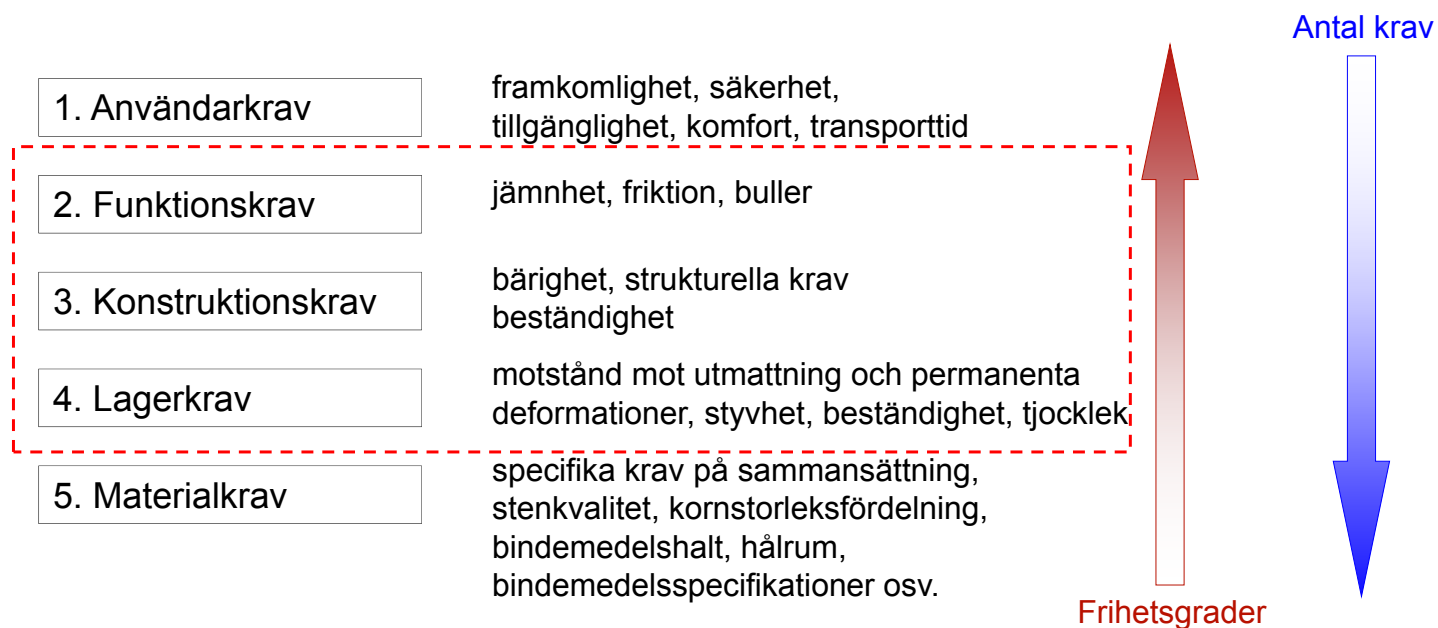 Antal krav
1. Användarkrav
framkomlighet, säkerhet,
tillgänglighet, komfort, transporttid
2. Funktionskrav
jämnhet, friktion, buller
3. Konstruktionskrav
bärighet, strukturella krav
beständighet
4. Lagerkrav
motstånd mot utmattning och permanenta
deformationer, styvhet, beständighet, tjocklek
5. Materialkrav
specifika krav på sammansättning,
stenkvalitet, kornstorleksfördelning,
bindemedelshalt, hålrum,
bindemedelsspecifikationer osv.
Frihetsgrader